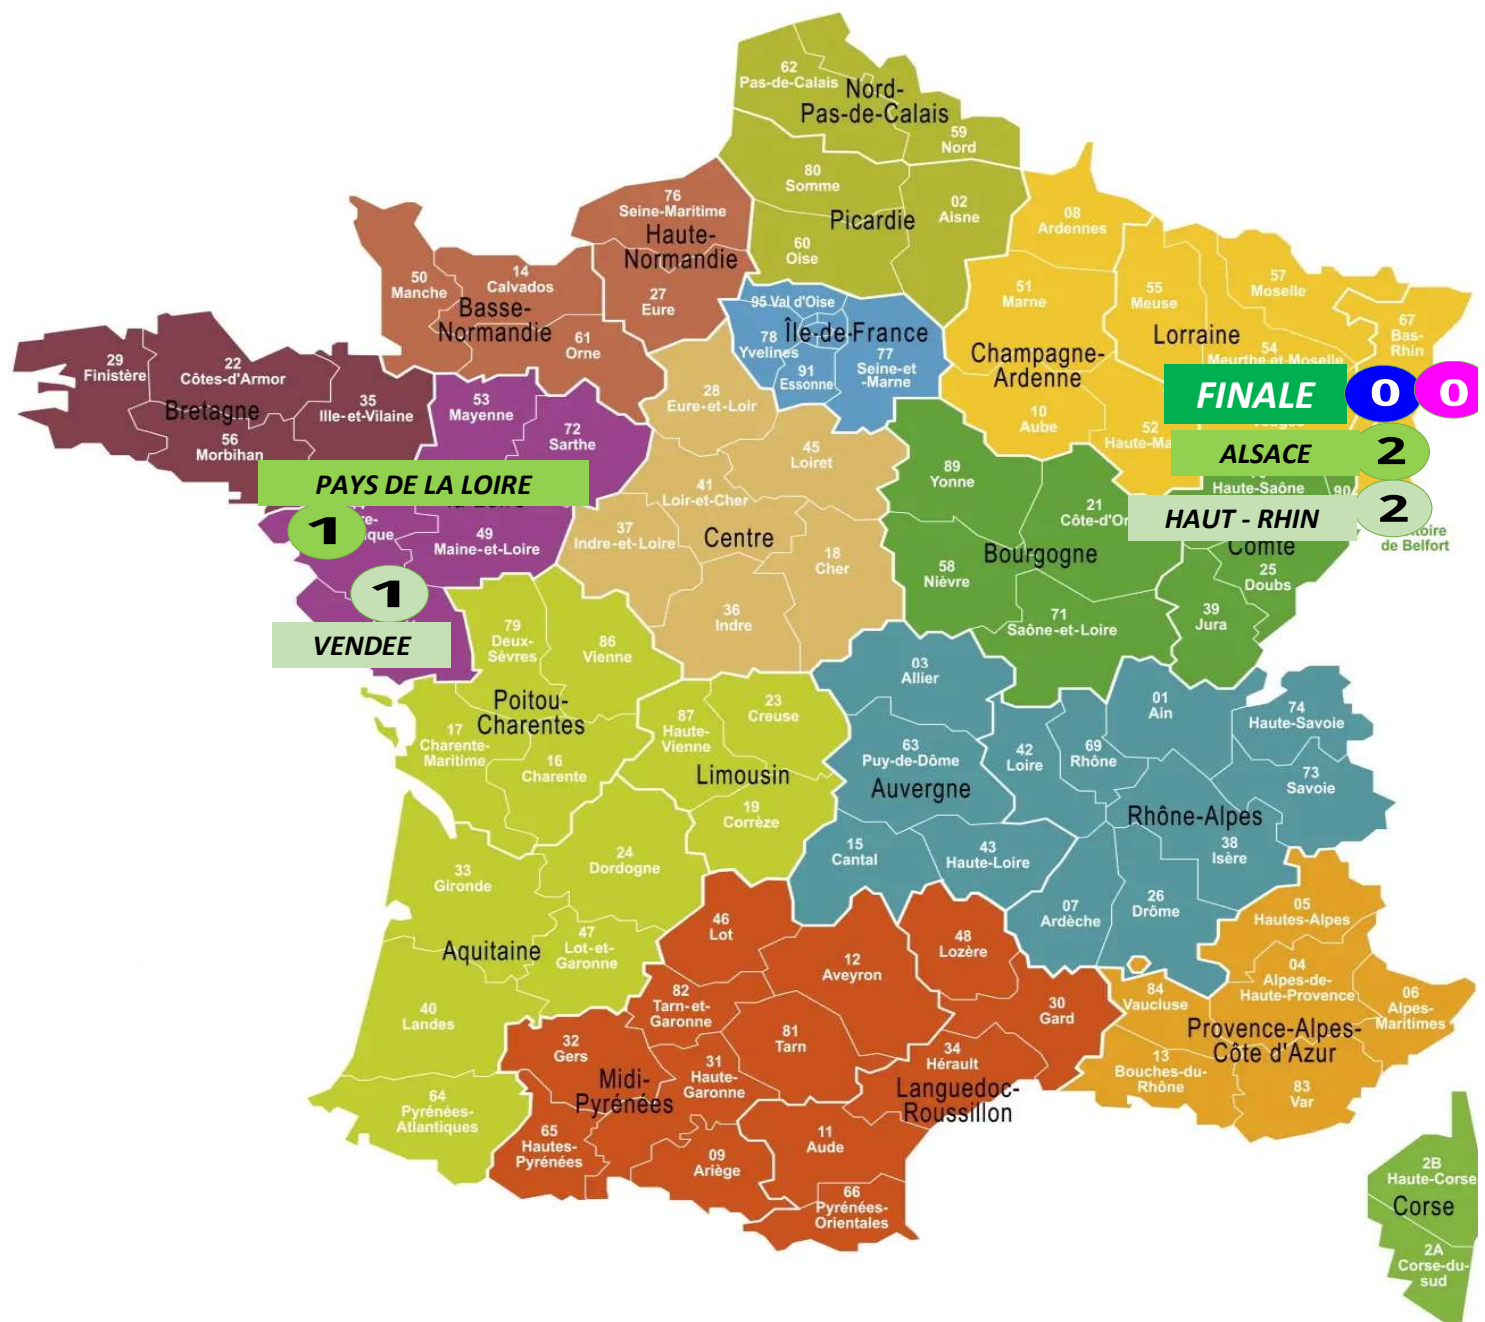 62
Pas-de-Calais
Nord-
Pas-de-Calais
59
Nord
80
Somme
02
Aisne
Picardie
60
Oise
76
Seine-Maritime
Haute-
Normandie
27
Eure
08
Ardennes
50
Manche
14
Calvados
Basse-
Normandie
61
Orne
95 Val d'Oise
Île-de-France
78
Yvelines
91
Essonne
77
Seine-et
-Marne
51
Marne
55
Meuse
57
Moselle
Lorraine
67
Bas-
Rhin
54
Meurthe-et-Moselle
Champagne-
Ardenne
10
Aube
52
Haute-Ma
FINALE
0
0
ALSACE
2
HAUT - RHIN
2
Haute-Saône
90
toire
de Belfort
Comte
25
Doubs
39
Jura
29
Finistère
22
Côtes-d'Armor
35
Ille-et-Vilaine
Bretagne
56
Morbihan
53
Mayenne
72
Sarthe
PAYS DE LA LOIRE
1
re-
ique
49
Maine-et-Loire
1
VENDEE
28
Eure-et-Loir
45
Loiret
41
Loir-et-Cher
37
Indre-et-Loire
Centre
18
Cher
36
Indre
89
Yonne
21
Côte-d'Or
Bourgogne
58
Nièvre
71
Saône-et-Loire
79
Deux-
Sèvres
86
Vienne
Poitou-
Charentes
17
Charente-
Maritime
16
Charente
23
Creuse
87
Haute-
Vienne
Limousin
19
Corrèze
03
Allier
63
Puy-de-Dôme
Auvergne
15
Cantal
43
Haute-Loire
42
Loire
69
Rhône
01
Ain
74
Haute-Savoie
73
Savoie
Rhône-Alpes
38
Isère
07
Ardèche
26
Drôme
33
Gironde
24
Dordogne
47
Lot-et-
Garonne
Aquitaine
40
Landes
64
Pyrénées-
Atlantiques
46
Lot
12
Aveyron
82
Tarn-et-
Garonne
81
Tarn
32
Gers
31
Haute-
Garonne
Midi-
Pyrénées
65
Hautes-
Pyrénées
09
Ariège
48
Lozère
30
Gard
34
Hérault
Languedoc-
Roussillon
11
Aude
66
Pyrénées-
Orientales
05
Hautes-Alpes
04
Alpes-de-
Haute-Provence
06
Alpes-
Maritimes
84
Vaucluse
Provence-Alpes-
Côte d'Azur
13
Bouches-du-
Rhône
83
Var
2B
Haute-Corse
Corse
2A
Corse-du-
sud